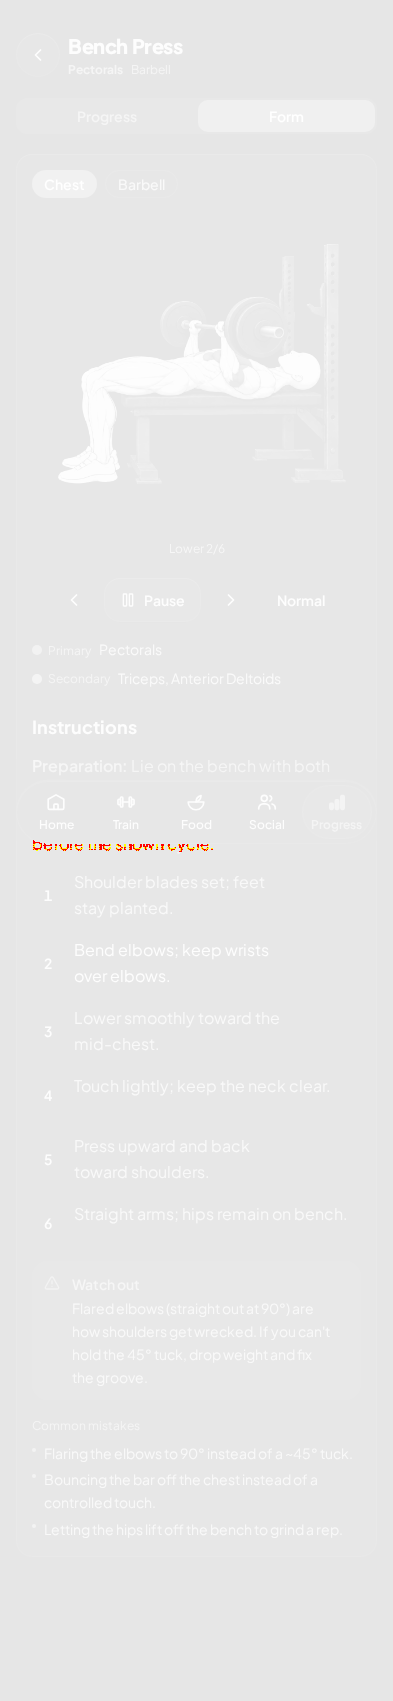 Bench Press
Pectorals Barbell
Progress Form
Chest Barbell
Lower 2/6
Pause Normal
Primary Pectorals
Secondary Triceps, Anterior Deltoids
Instructions
Preparation: Lie on the bench with both
Home Train Food Social Progress
before the shown cycle.
1 Shoulder blades set; feet
stay planted.
2 Bend elbows; keep wrists
over elbows.
3 Lower smoothly toward the
mid-chest.
4 Touch lightly; keep the neck clear.
5 Press upward and back
toward shoulders.
6 Straight arms; hips remain on bench.
Watch out
Flared elbows (straight out at 90°) are
how shoulders get wrecked. If you can't
hold the 45° tuck, drop weight and fix
the groove.
Common mistakes
• Flaring the elbows to 90° instead of a ~45° tuck.
• Bouncing the bar off the chest instead of a
controlled touch.
• Letting the hips lift off the bench to grind a rep.